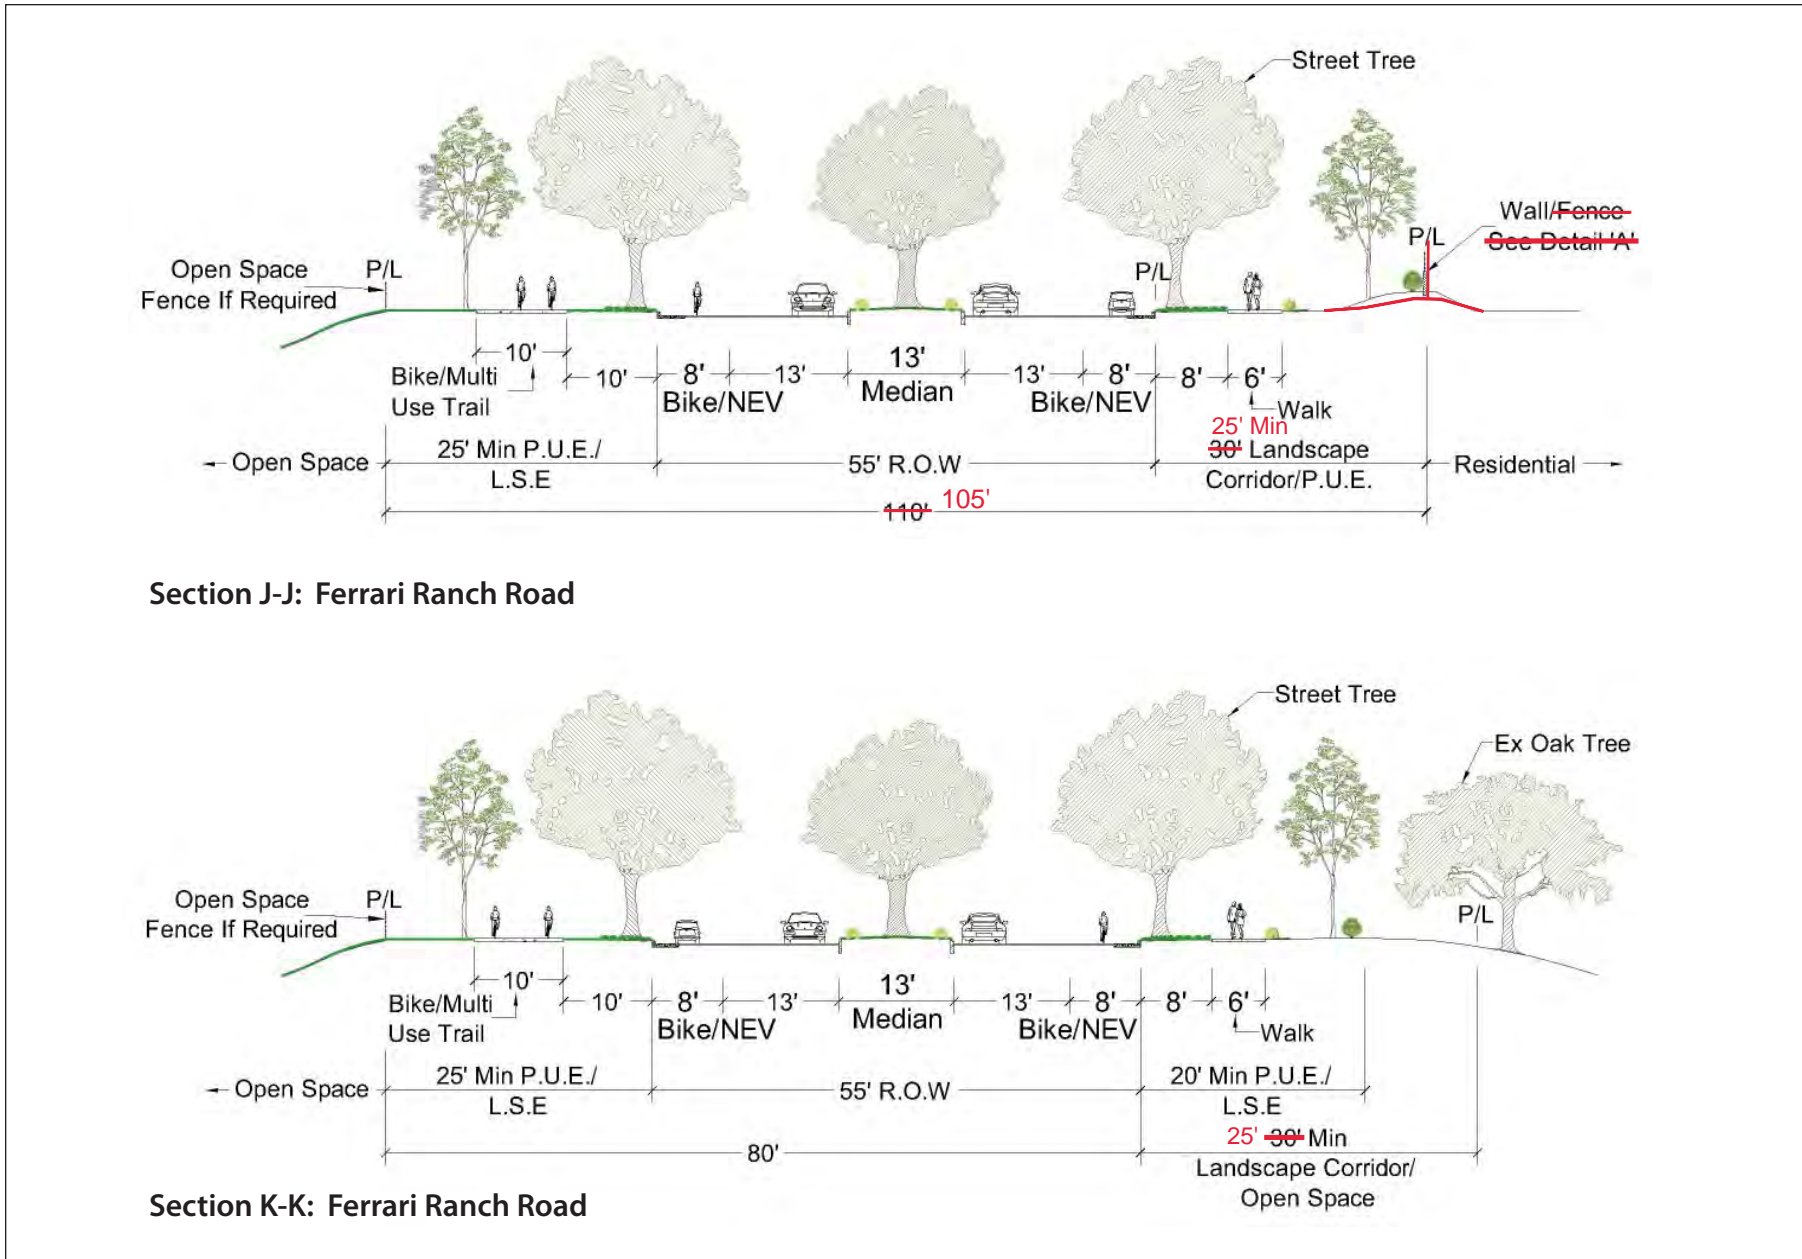 Street Tree
Wall/Fence
See Detail 'A'
P/L
Open Space
Fence If Required
P/L
P/L
10'
Bike/Multi
Use Trail
10'
8'
13'
Bike/NEV
13'
Median
13'
8'
Bike/NEV
8'
6'
Walk
25' Min
30' Landscape
Corridor/P.U.E.
Open Space
25' Min P.U.E./
L.S.E
55' R.O.W
Residential
110' 105'
Section J-J: Ferrari Ranch Road
Street Tree
Ex Oak Tree
Open Space
Fence If Required
P/L
P/L
10'
Bike/Multi
Use Trail
10'
8'
13'
Bike/NEV
13'
Median
13'
8'
Bike/NEV
8'
6'
Walk
Open Space
25' Min P.U.E./
L.S.E
55' R.O.W
20' Min P.U.E./
L.S.E
80'
25' 30' Min
Landscape Corridor/
Open Space
Section K-K: Ferrari Ranch Road